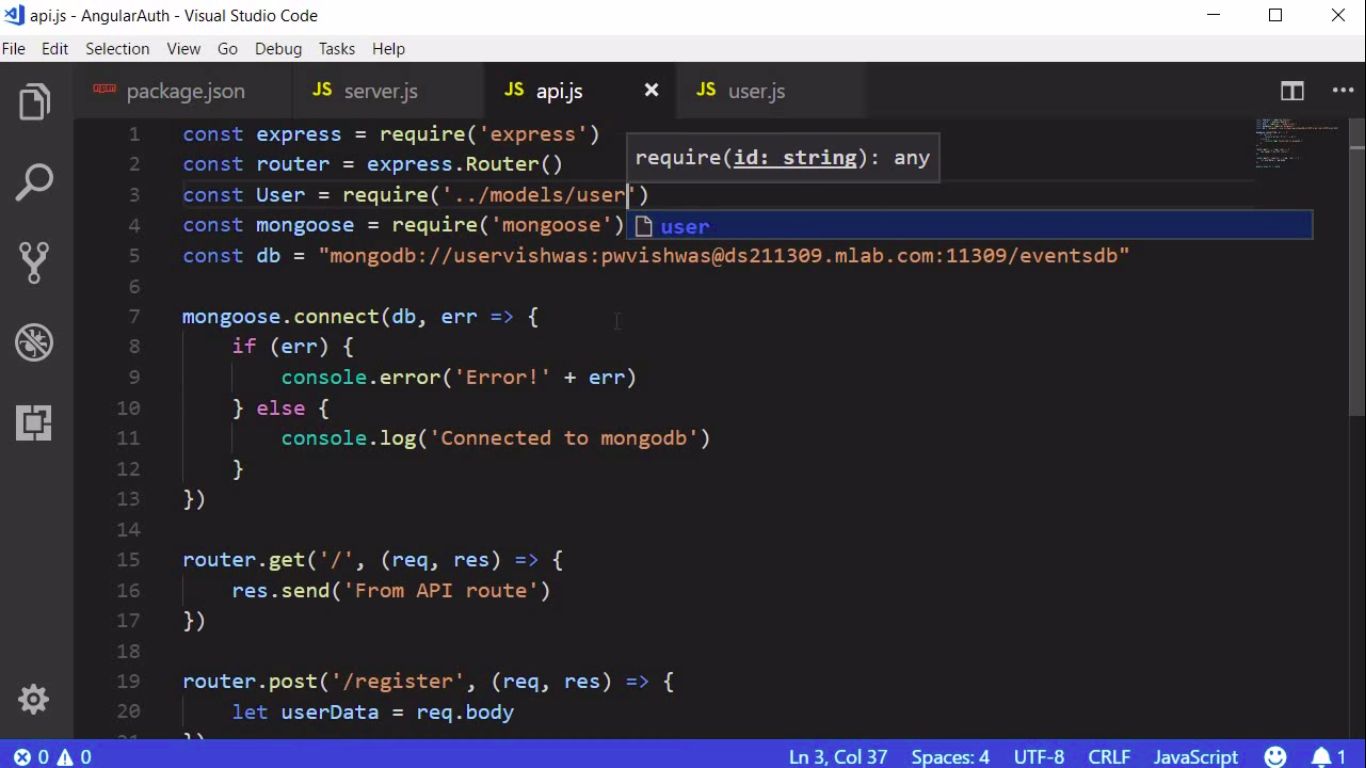 api.js - AngularAuth - Visual Studio Code
File Edit Selection View Go Debug Tasks Help
npm package.json JS server.js JS api.js JS user.js
1 const express = require('express')
2 const router = express.Router()
require(id: string): any
3 const User = require('../models/user')
4 const mongoose = require('mongoose')
user
5 const db = "mongodb://uservishwas:pwvishwas@ds211309.mlab.com:11309/eventsdb"
6
7 mongoose.connect(db, err => {
8 if (err) {
9 console.error('Error!' + err)
10 } else {
11 console.log('Connected to mongodb')
12 }
13 })
14
15 router.get('/', (req, res) => {
16 res.send('From API route')
17 })
18
19 router.post('/register', (req, res) => {
20 let userData = req.body
21 })
0 0 Ln 3, Col 37 Spaces: 4 UTF-8 CRLF JavaScript 1